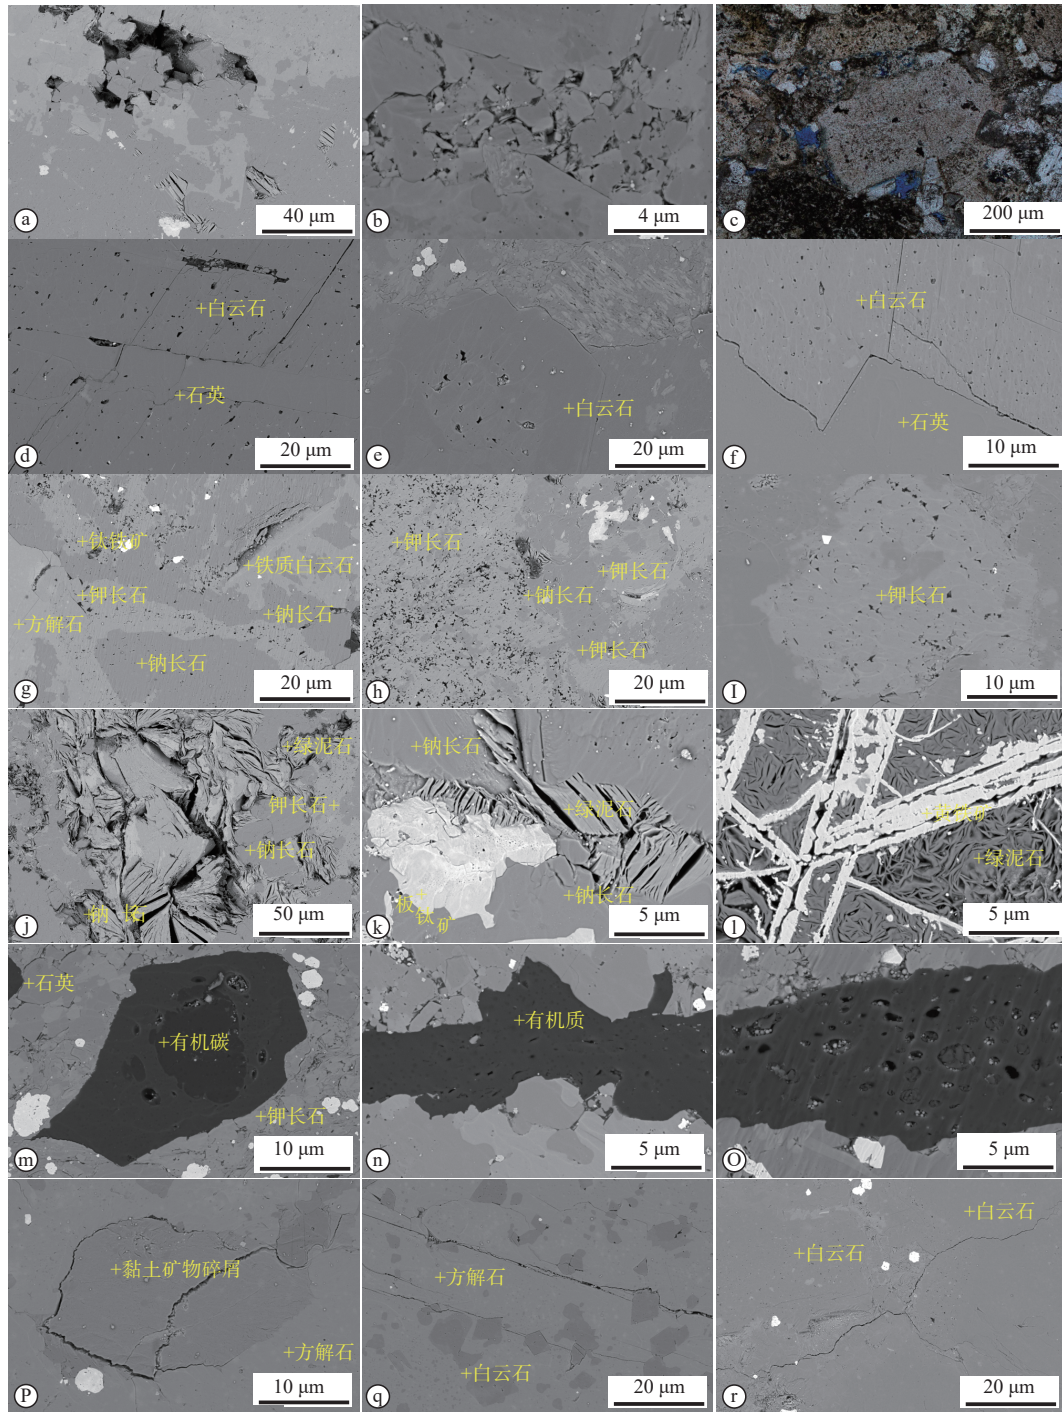 a
40 μm
b
4 μm
c
200 μm
+白云石
+石英
d
20 μm
+白云石
e
20 μm
+白云石
+石英
f
10 μm
+钛铁矿
+铁质白云石
+钾长石
+钠长石
+方解石
+钠长石
g
20 μm
+钾长石
+钾长石
+钠长石
+钾长石
h
20 μm
+钾长石
I
10 μm
+绿泥石
钾长石+
+钠长石
+钠长石
j
50 μm
+钠长石
+绿泥石
+钠长石
板钛矿
k
5 μm
+绿泥石
l
5 μm
+石英
+有机碳
+钾长石
m
10 μm
+有机质
n
5 μm
O
5 μm
+黏土矿物碎屑
+方解石
P
10 μm
+方解石
+白云石
q
20 μm
+白云石
+白云石
r
20 μm